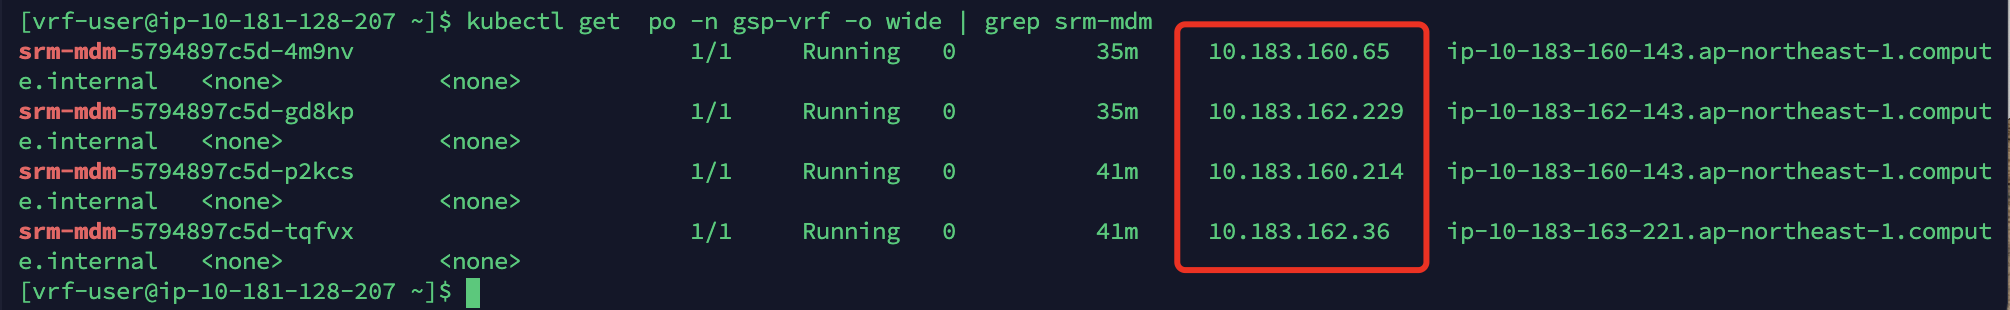 [vrf-user@ip-10-181-128-207 ~]$ kubectl get  po -n gsp-vrf -o wide | grep srm-mdm
srm-mdm-5794897c5d-4m9nv 1/1 Running 0 35m 10.183.160.65 ip-10-183-160-143.ap-northeast-1.comput
e.internal <none> <none>
srm-mdm-5794897c5d-gd8kp 1/1 Running 0 35m 10.183.162.229 ip-10-183-162-143.ap-northeast-1.comput
e.internal <none> <none>
srm-mdm-5794897c5d-p2kcs 1/1 Running 0 41m 10.183.160.214 ip-10-183-160-143.ap-northeast-1.comput
e.internal <none> <none>
srm-mdm-5794897c5d-tqfvx 1/1 Running 0 41m 10.183.162.36 ip-10-183-163-221.ap-northeast-1.comput
e.internal <none> <none>
[vrf-user@ip-10-181-128-207 ~]$